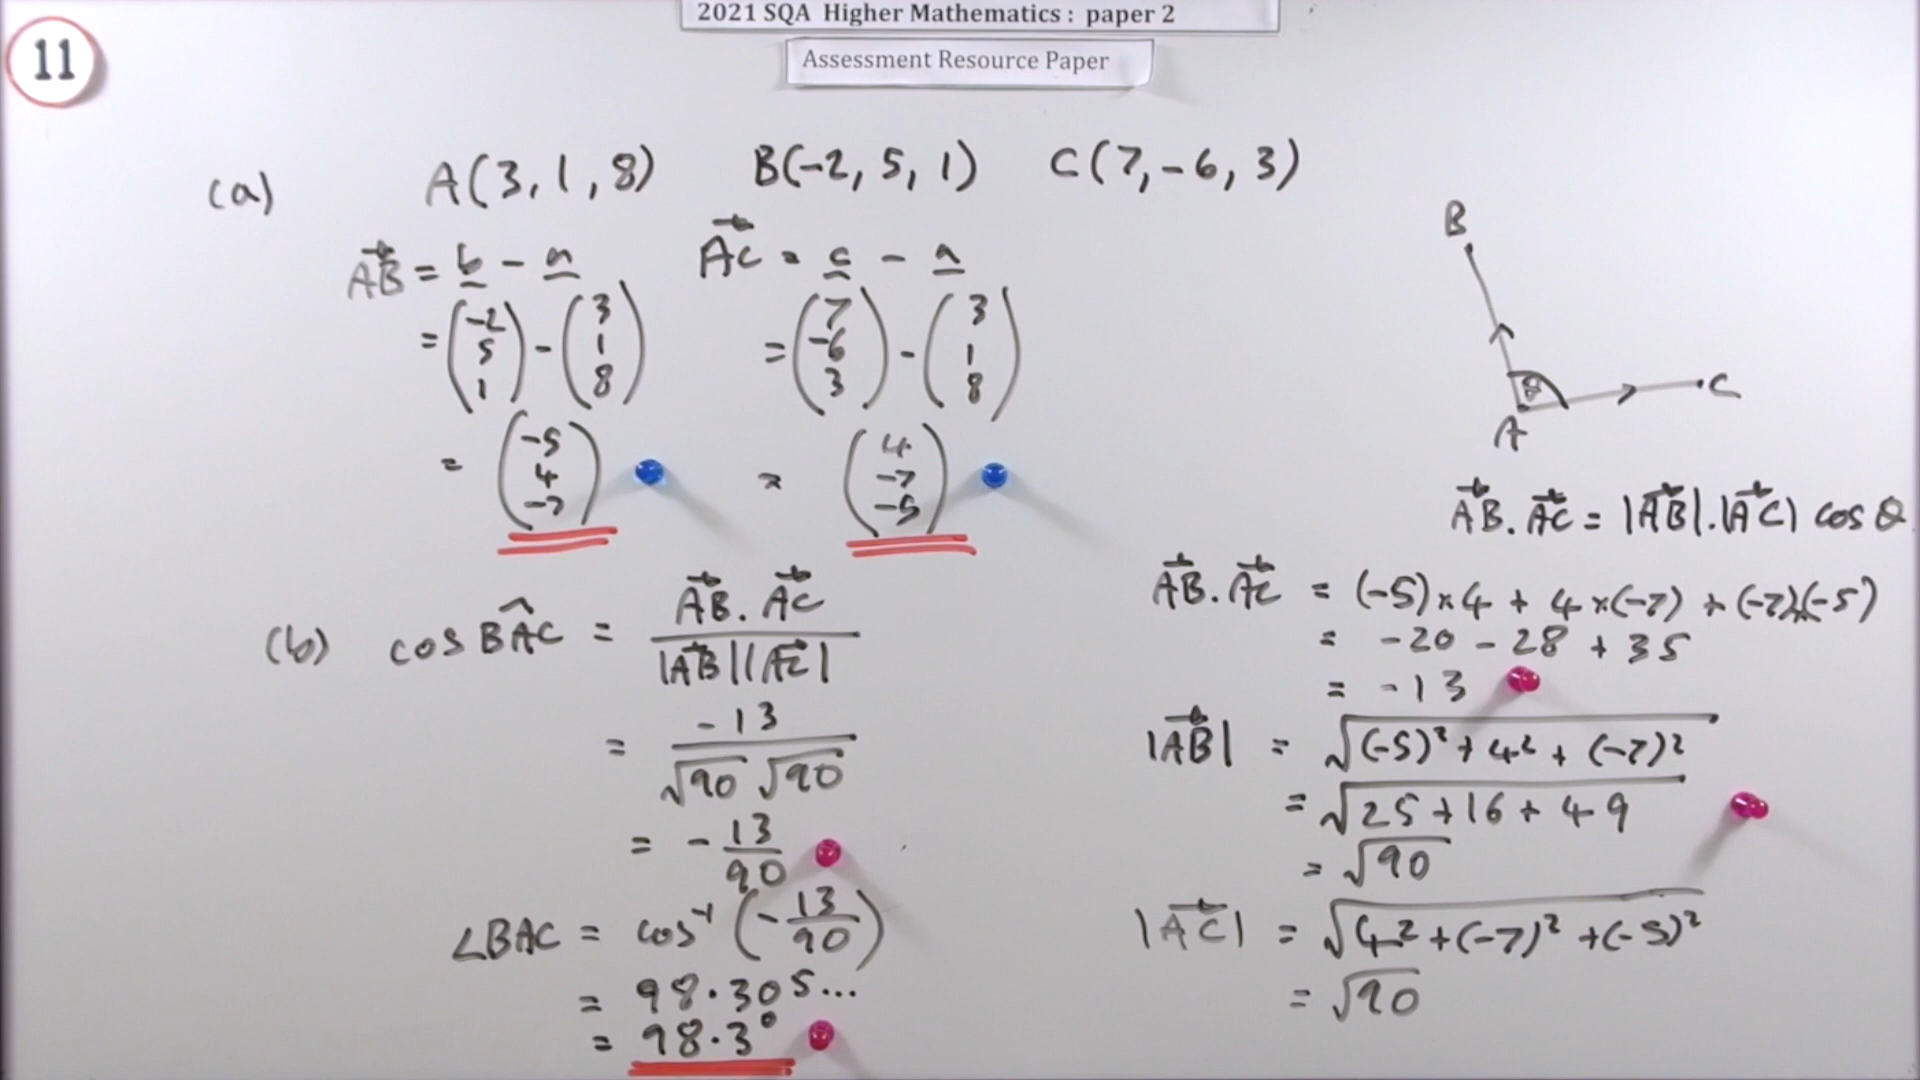 2021 SQA Higher Mathematics : paper 2
Assessment Resource Paper
11
(a) A(3, 1, 8) B(-2, 5, 1) C(7, -6, 3)
AB→ = b - a AC→ = c - a
= (-2 5 1) - (3 1 8) = (7 -6 3) - (3 1 8)
= (-5 4 -7) = (4 -7 -5)
B
θ
A C
AB→ . AC→ = |AB→| . |AC→| cos θ
(b) cos BÂC = AB→ . AC→ / |AB→||AC→|
= -13 / √90 √90
= - 13/90
∠BAC = cos⁻¹ (- 13/90)
= 98.305...
= 98.3°
AB→ . AC→ = (-5)×4 + 4×(-7) + (-7)×(-5)
= -20 - 28 + 35
= -13
|AB→| = √(-5)² + 4² + (-7)²
= √25 + 16 + 49
= √90
|AC→| = √4² + (-7)² + (-5)²
= √90